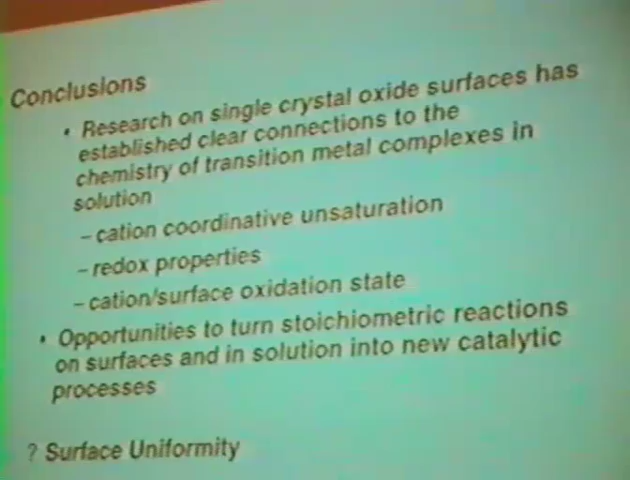 Conclusions
• Research on single crystal oxide surfaces has
established clear connections to the
chemistry of transition metal complexes in
solution
– cation coordinative unsaturation
– redox properties
– cation/surface oxidation state
• Opportunities to turn stoichiometric reactions
on surfaces and in solution into new catalytic
processes
? Surface Uniformity